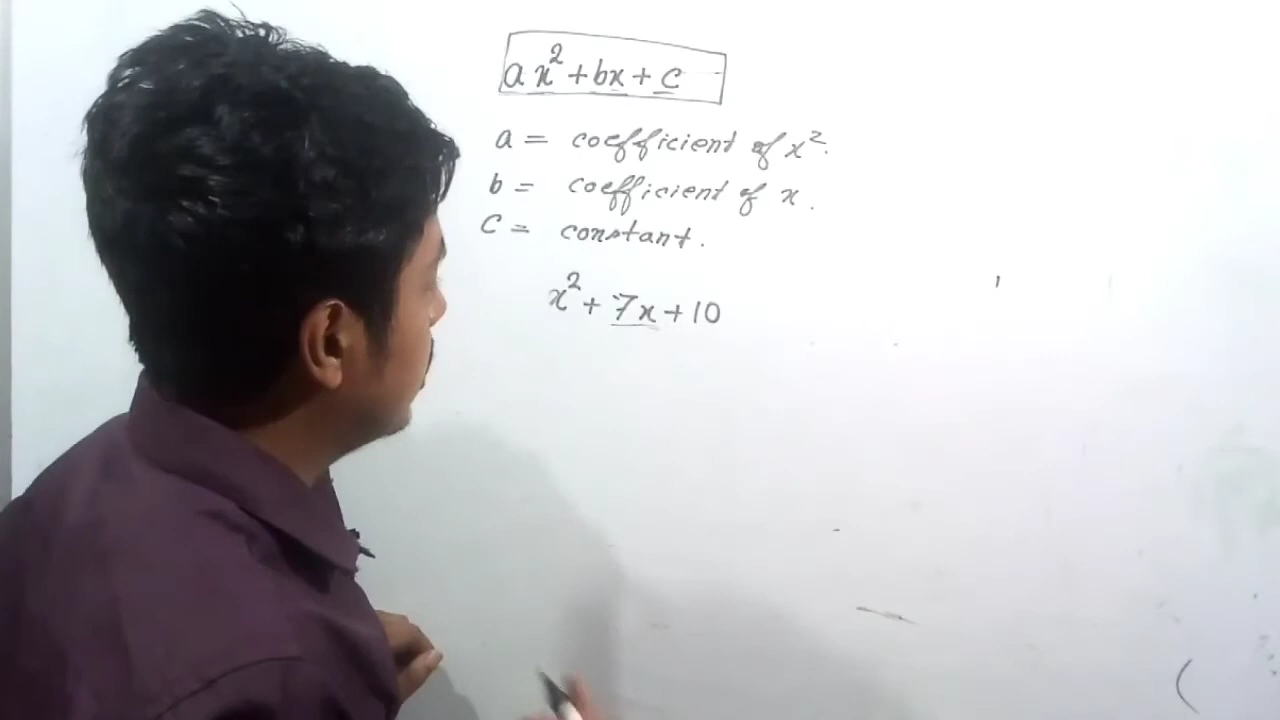 ax²+bx+c
a = coefficient of x².
b = coefficient of x.
c = constant.
x²+7x+10